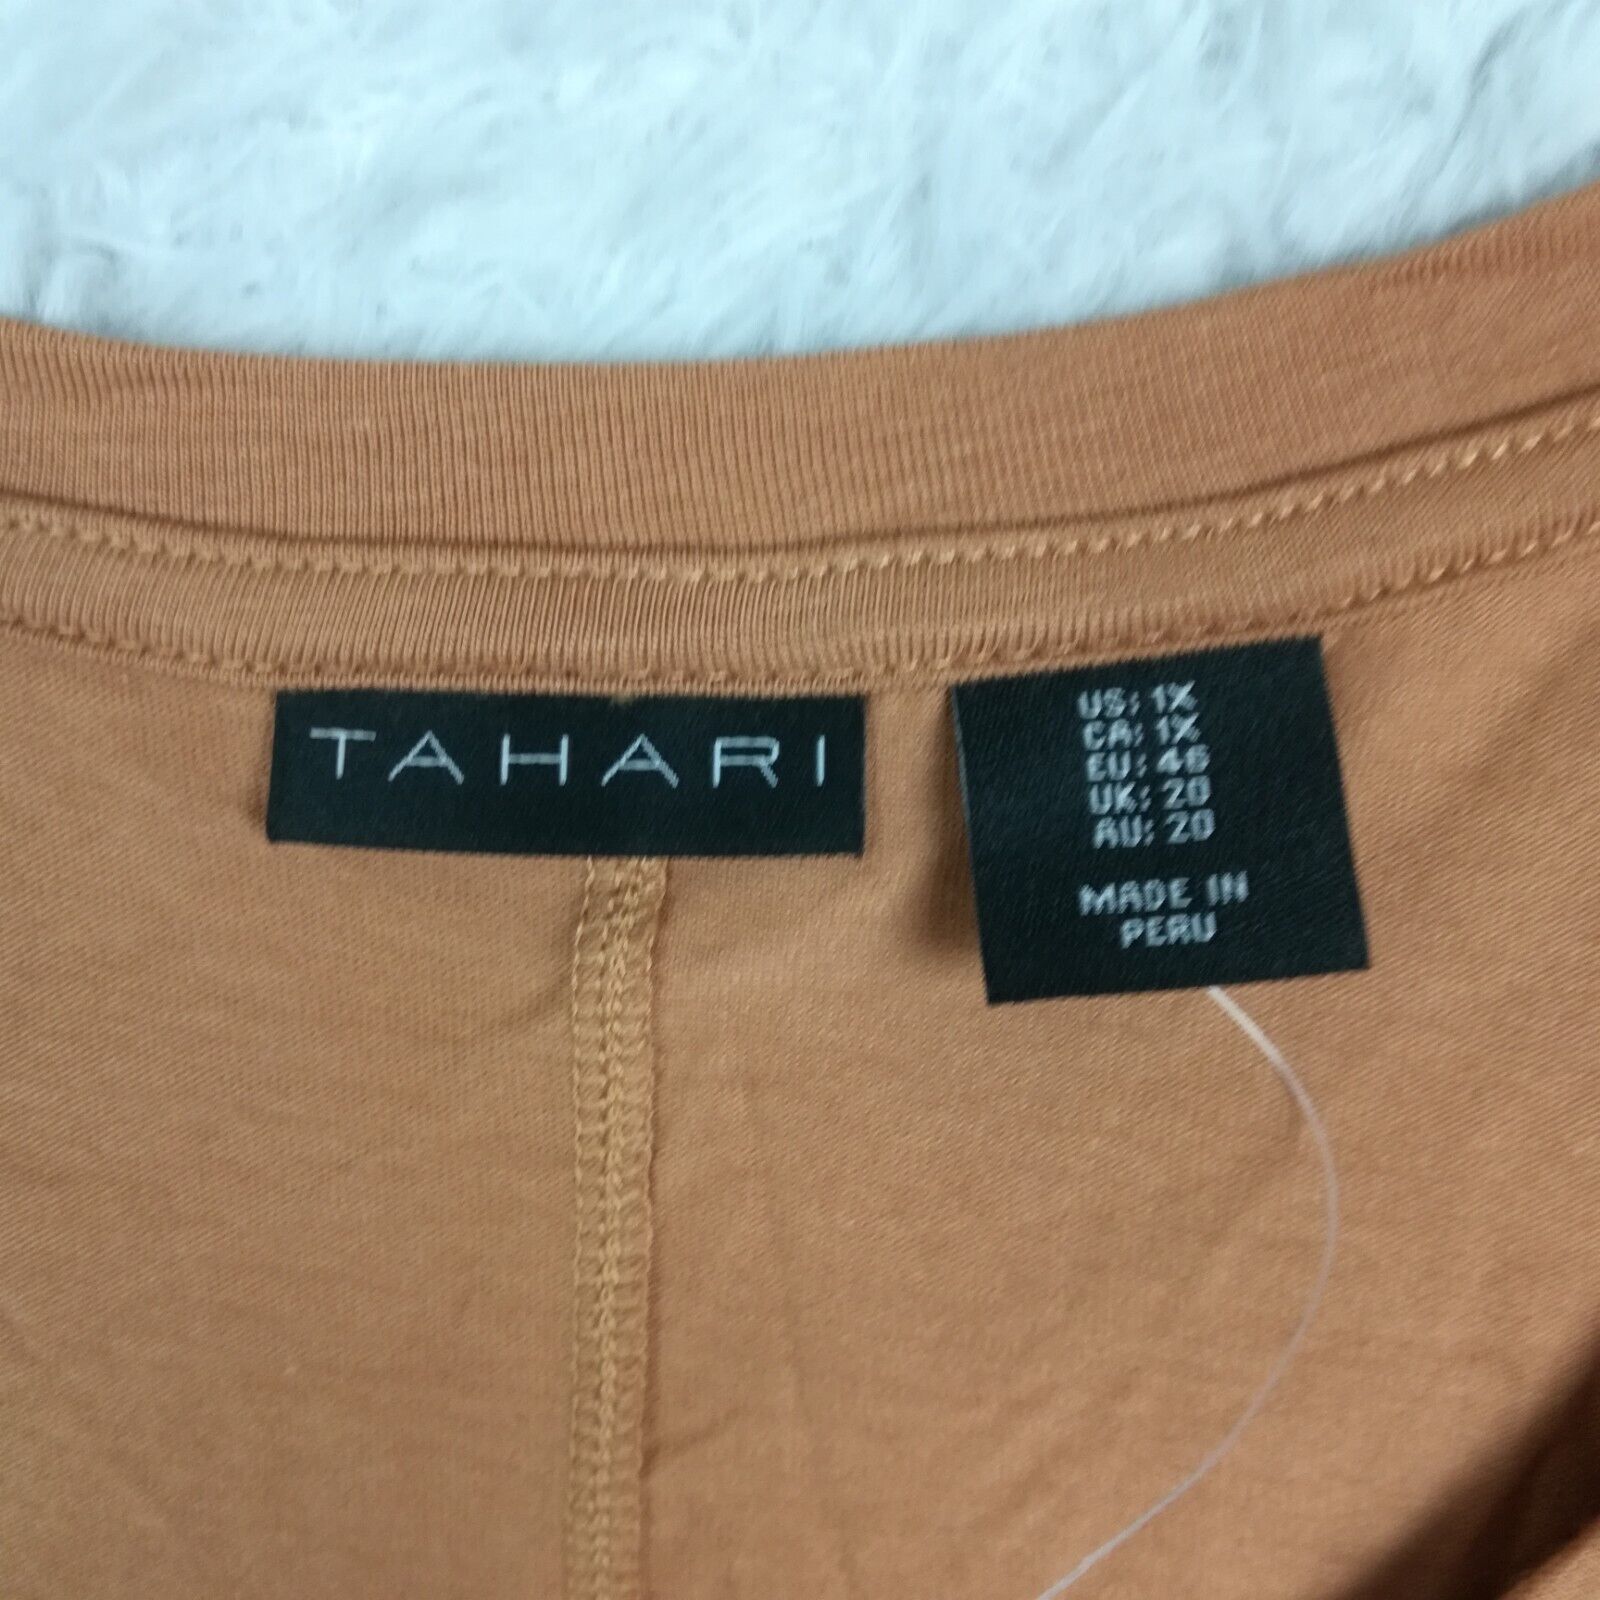 TAHARI
US: 1X
CA: 1X
EU: 46
UK: 20
AU: 20
MADE IN
PERU